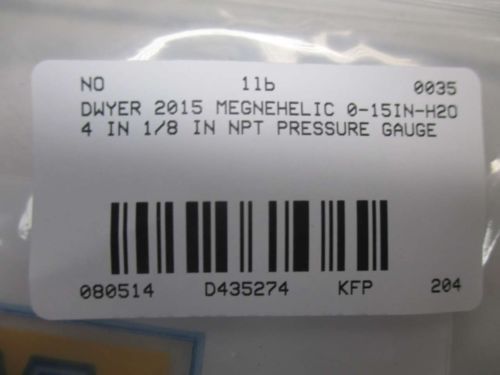 NO 1lb 0035
DWYER 2015 MEGNEHELIC 0-15IN-H2O
4 IN 1/8 IN NPT PRESSURE GAUGE
080514 D435274 KFP 204